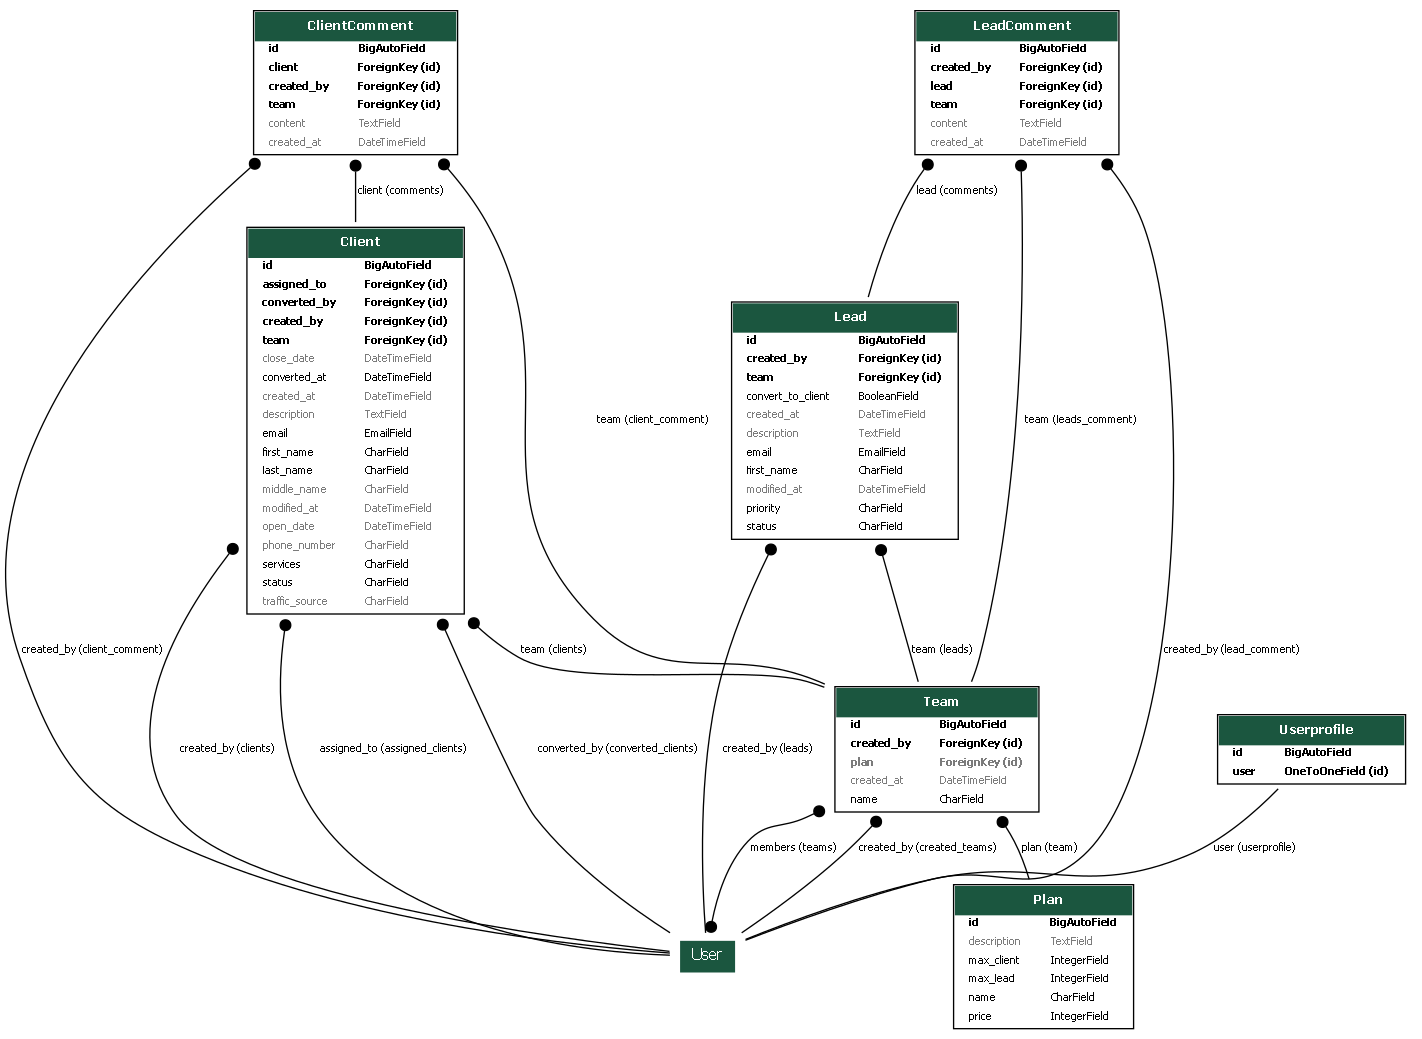 ClientComment
id BigAutoField
client ForeignKey (id)
created_by ForeignKey (id)
team ForeignKey (id)
content TextField
created_at DateTimeField
LeadComment
id BigAutoField
created_by ForeignKey (id)
lead ForeignKey (id)
team ForeignKey (id)
content TextField
created_at DateTimeField
client (comments)
lead (comments)
Client
id BigAutoField
assigned_to ForeignKey (id)
converted_by ForeignKey (id)
created_by ForeignKey (id)
team ForeignKey (id)
close_date DateTimeField
converted_at DateTimeField
created_at DateTimeField
description TextField
email EmailField
first_name CharField
last_name CharField
middle_name CharField
modified_at DateTimeField
open_date DateTimeField
phone_number CharField
services CharField
status CharField
traffic_source CharField
Lead
id BigAutoField
created_by ForeignKey (id)
team ForeignKey (id)
convert_to_client BooleanField
created_at DateTimeField
description TextField
email EmailField
first_name CharField
modified_at DateTimeField
priority CharField
status CharField
team (client_comment)
team (leads_comment)
created_by (client_comment)
team (clients)
team (leads)
created_by (lead_comment)
Team
id BigAutoField
created_by ForeignKey (id)
plan ForeignKey (id)
created_at DateTimeField
name CharField
Userprofile
id BigAutoField
user OneToOneField (id)
created_by (clients)
assigned_to (assigned_clients)
converted_by (converted_clients)
created_by (leads)
members (teams)
created_by (created_teams)
plan (team)
user (userprofile)
User
Plan
id BigAutoField
description TextField
max_client IntegerField
max_lead IntegerField
name CharField
price IntegerField